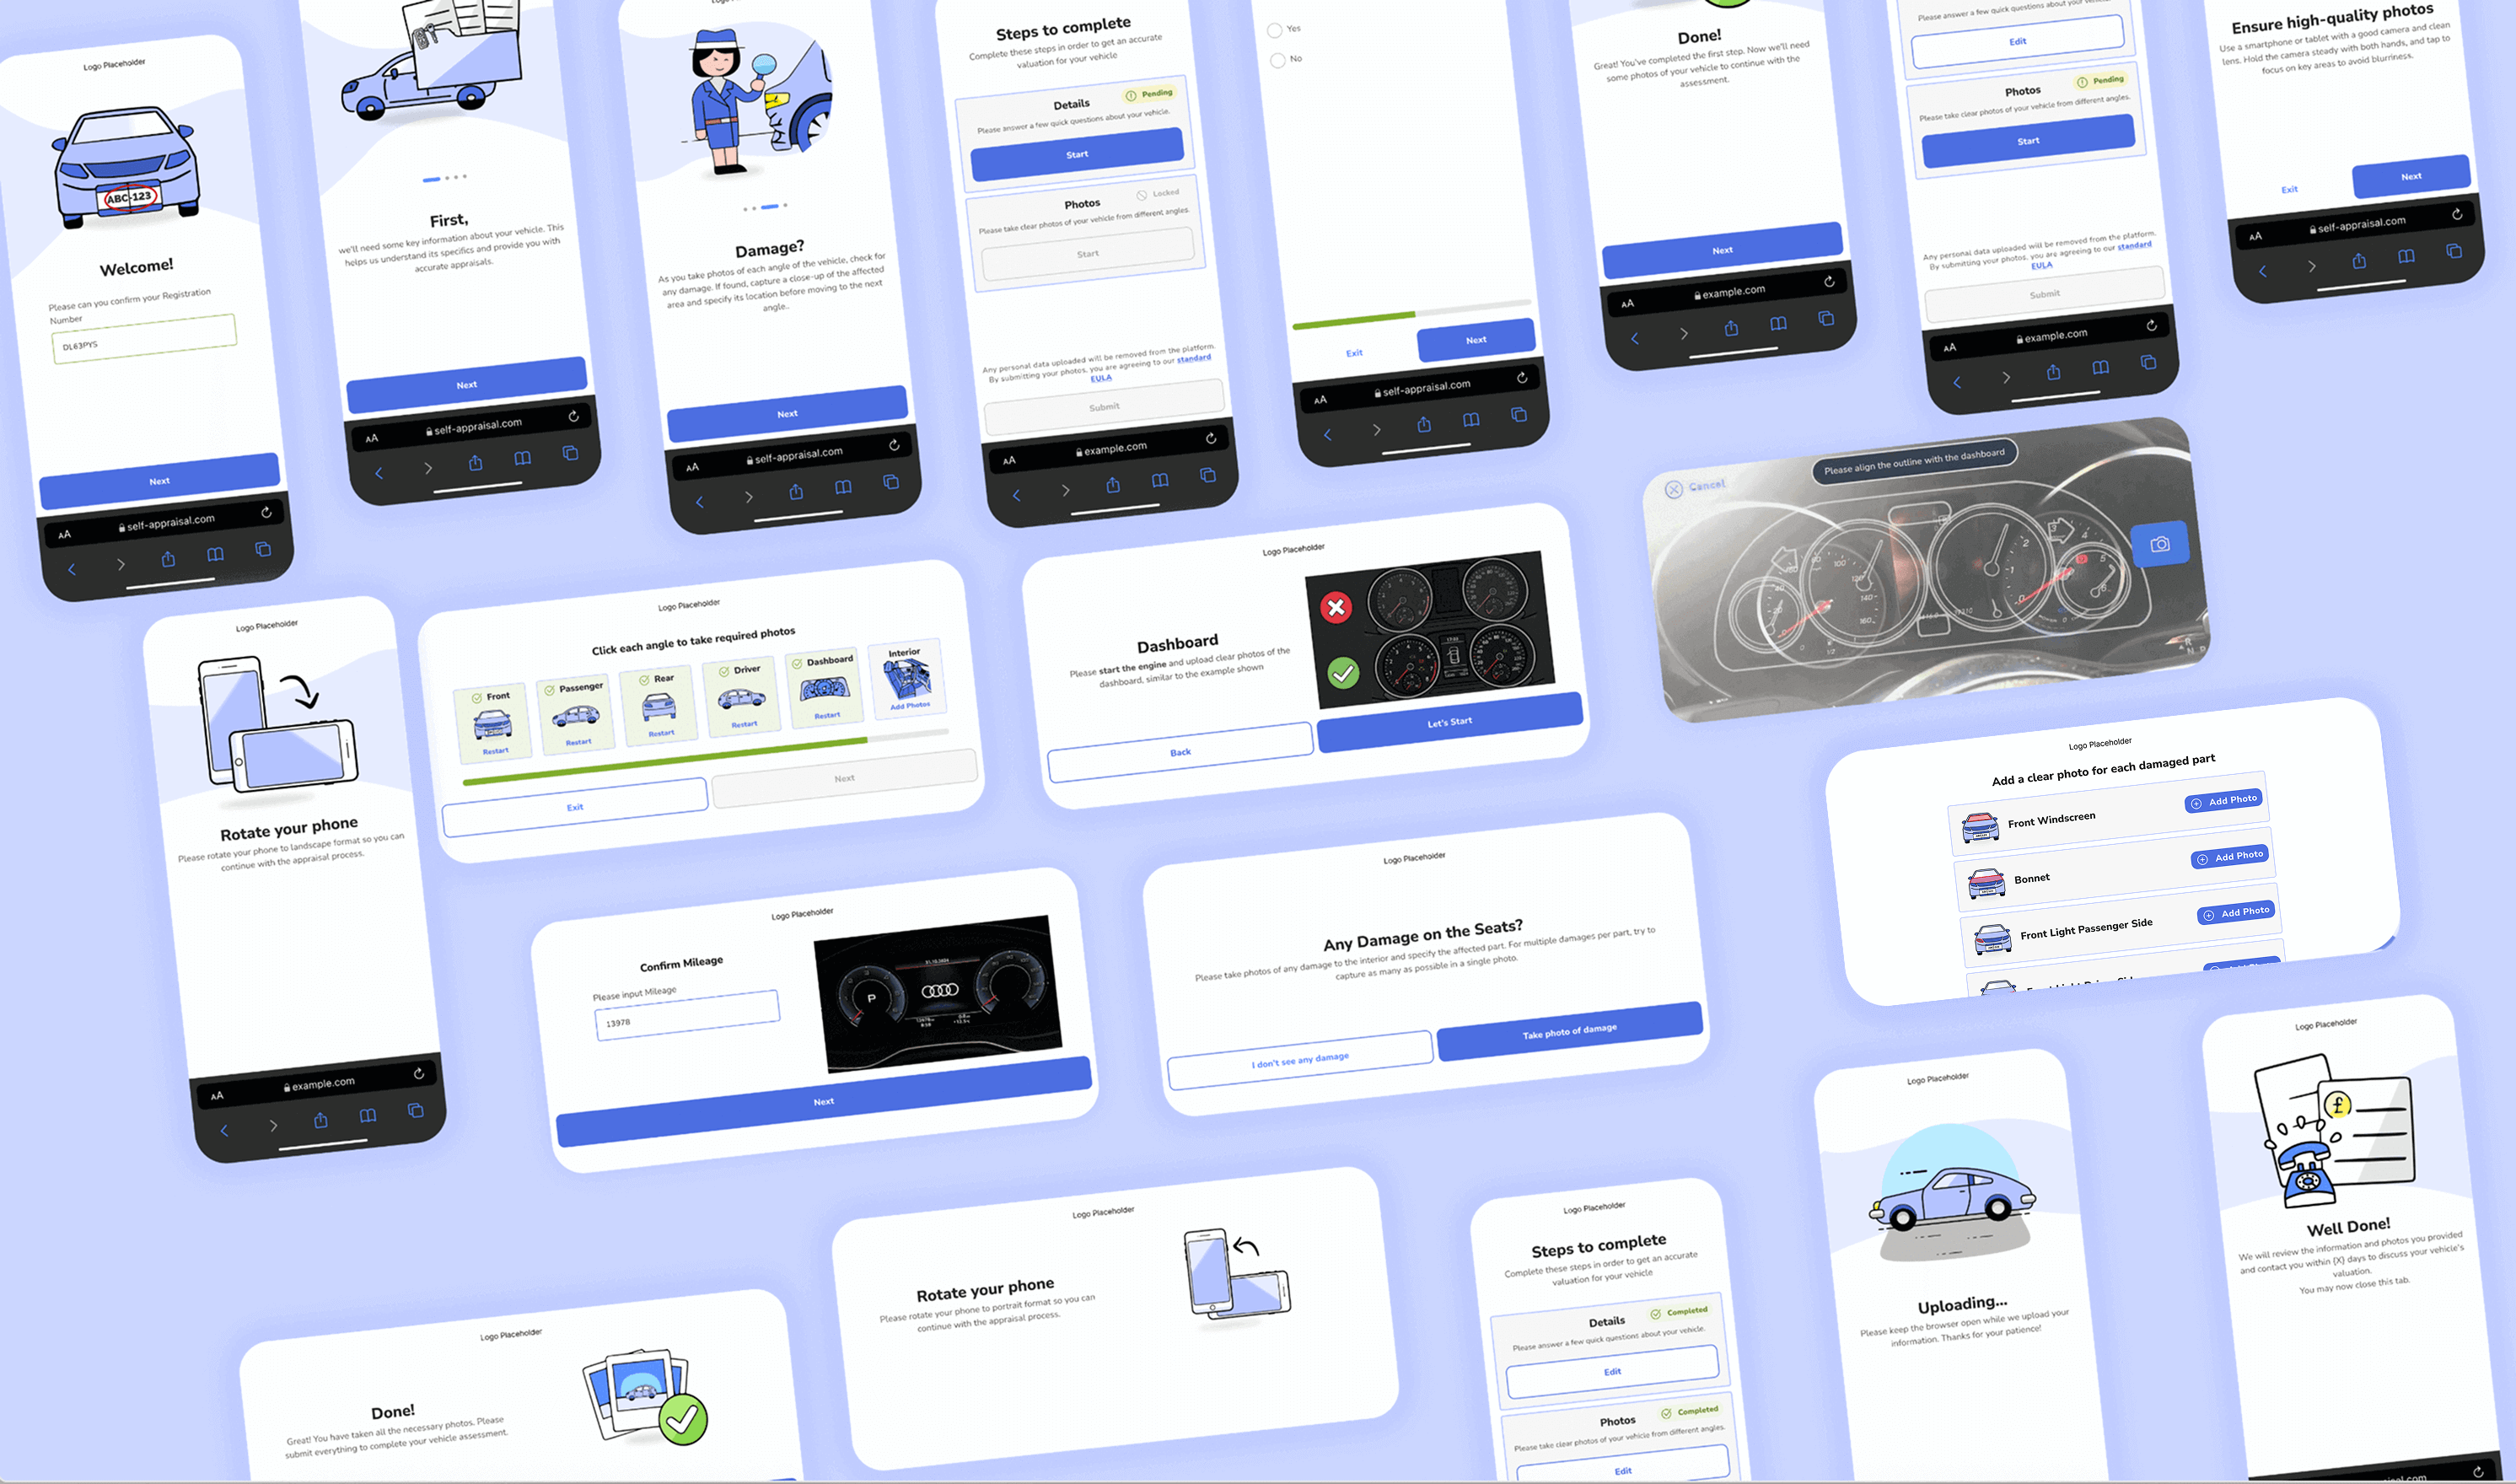 Logo Placeholder
ABC-123
Welcome!
Please can you confirm your Registration
Number
DL63PYS
Next
AA
self-appraisal.com
First,
we'll need some key information about your vehicle. This
helps us understand its specifics and provide you with
accurate appraisals.
Next
AA
self-appraisal.com
Damage?
As you take photos of each angle of the vehicle, check for
any damage. If found, capture a close-up of the affected
area and specify its location before moving to the next
angle..
Next
AA
self-appraisal.com
Steps to complete
Complete these steps in order to get an accurate
valuation for your vehicle
Details
Pending
Please answer a few quick questions about your vehicle.
Start
Photos
Locked
Please take clear photos of your vehicle from different angles.
Start
Any personal data uploaded will be removed from the platform.
By submitting your photos, you are agreeing to our standard
EULA
Submit
AA
example.com
Yes
No
Exit
Next
AA
self-appraisal.com
Done!
Great! You've completed the first step. Now we'll need
some photos of your vehicle to continue with the
assessment.
Next
AA
example.com
Please answer a few quick questions about your vehicle.
Edit
Photos
Pending
Please take clear photos of your vehicle from different angles.
Start
Any personal data uploaded will be removed from the platform.
By submitting your photos, you are agreeing to our standard
EULA
Submit
AA
example.com
Ensure high-quality photos
Use a smartphone or tablet with a good camera and clean
lens. Hold the camera steady with both hands, and tap to
focus on key areas to avoid blurriness.
Exit
Next
AA
self-appraisal.com
Logo Placeholder
Rotate your phone
Please rotate your phone to landscape format so you can
continue with the appraisal process.
AA
example.com
Logo Placeholder
Click each angle to take required photos
Front
Restart
Passenger
Restart
Rear
Restart
Driver
Restart
Dashboard
Restart
Interior
Add Photos
Exit
Next
Logo Placeholder
Dashboard
Please start the engine and upload clear photos of the
dashboard, similar to the example shown
Back
Let's Start
Cancel
Please align the outline with the dashboard
100
120
140
160
Logo Placeholder
Add a clear photo for each damaged part
Front Windscreen
Add Photo
Bonnet
Add Photo
Front Light Passenger Side
Add Photo
Logo Placeholder
Confirm Mileage
Please input Mileage
13978
P
Next
Logo Placeholder
Any Damage on the Seats?
Please take photos of any damage to the interior and specify the affected part. For multiple damages per part, try to
capture as many as possible in a single photo.
I don't see any damage
Take photo of damage
Logo Placeholder
Done!
Great! You have taken all the necessary photos. Please
submit everything to complete your vehicle assessment.
Logo Placeholder
Rotate your phone
Please rotate your phone to portrait format so you can
continue with the appraisal process.
Logo Placeholder
Steps to complete
Complete these steps in order to get an accurate
valuation for your vehicle
Details
Completed
Please answer a few quick questions about your vehicle.
Edit
Photos
Completed
Please take clear photos of your vehicle from different angles.
Edit
Logo Placeholder
Uploading...
Please keep the browser open while we upload your
information. Thanks for your patience!
Logo Placeholder
£
Well Done!
We will review the information and photos you provided
and contact you within {X} days to discuss your vehicle's
valuation.
You may now close this tab.